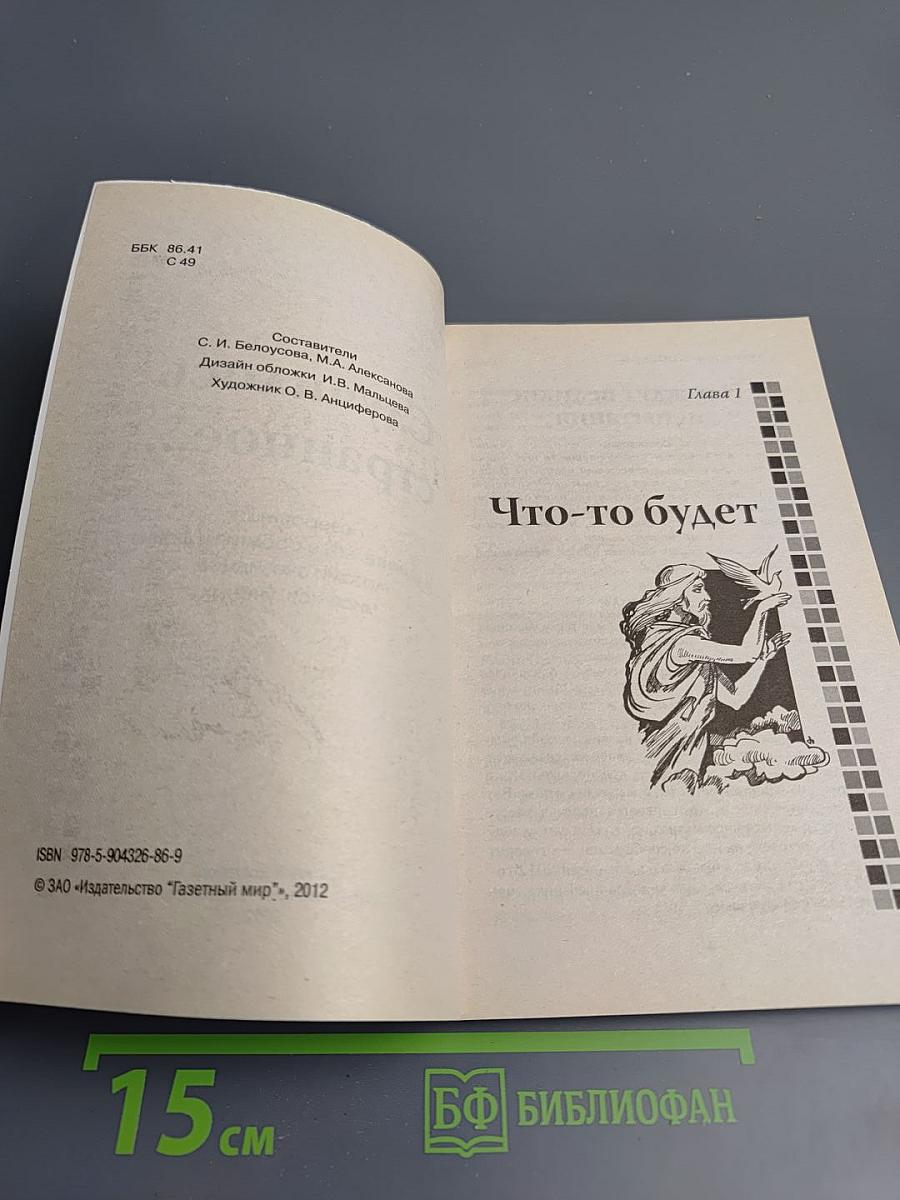 ББК 86.41
С 49
Составители
С. И. Белоусова, М.А. Алексанова
Дизайн обложки И.В. Мальцева
Художник О. В. Анциферова
ISBN 978-5-904326-86-9
© ЗАО «Издательство "Газетный мир"», 2012
Глава 1
Что-то будет
15 см
БФ БИБЛИОФАН